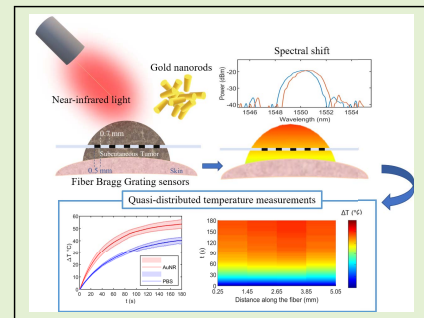 Spectral shift
Gold nanorods
Near-infrared light
Power (dBm)
-20
-30
-40
1546 1548 1550 1552 1554
Wavelength (nm)
0.7 mm
Subcutaneous Tumor
0.5 mm
Skin
Fiber Bragg Grating sensors
Quasi-distributed temperature measurements
ΔT (°C)
60
50
40
30
20
10
0
0 20 40 60 80 100 120 140 160 180
t (s)
AuNR
PBS
t (s)
180
150
120
90
60
30
0
0.25 1.45 2.65 3.85 5.05
Distance along the fiber (mm)
ΔT (°C)